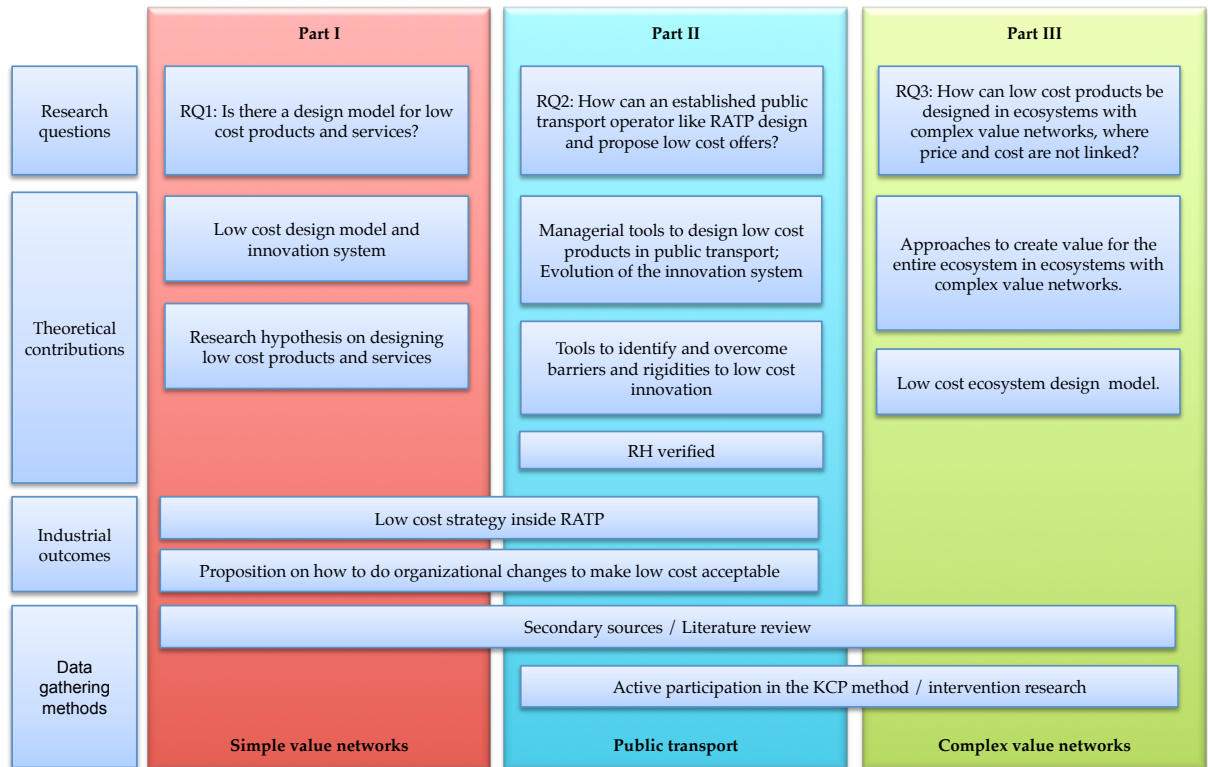 Part I
Part II
Part III
Research
questions
RQ1: Is there a design model for low
cost products and services?
RQ2: How can an established public
transport operator like RATP design
and propose low cost offers?
RQ3: How can low cost products be
designed in ecosystems with
complex value networks, where
price and cost are not linked?
Theoretical
contributions
Low cost design model and
innovation system
Research hypothesis on designing
low cost products and services
Managerial tools to design low cost
products in public transport;
Evolution of the innovation system
Tools to identify and overcome
barriers and rigidities to low cost
innovation
RH verified
Approaches to create value for the
entire ecosystem in ecosystems with
complex value networks.
Low cost ecosystem design  model.
Industrial
outcomes
Low cost strategy inside RATP
Proposition on how to do organizational changes to make low cost acceptable
Data
gathering
methods
Secondary sources / Literature review
Active participation in the KCP method / intervention research
Simple value networks
Public transport
Complex value networks